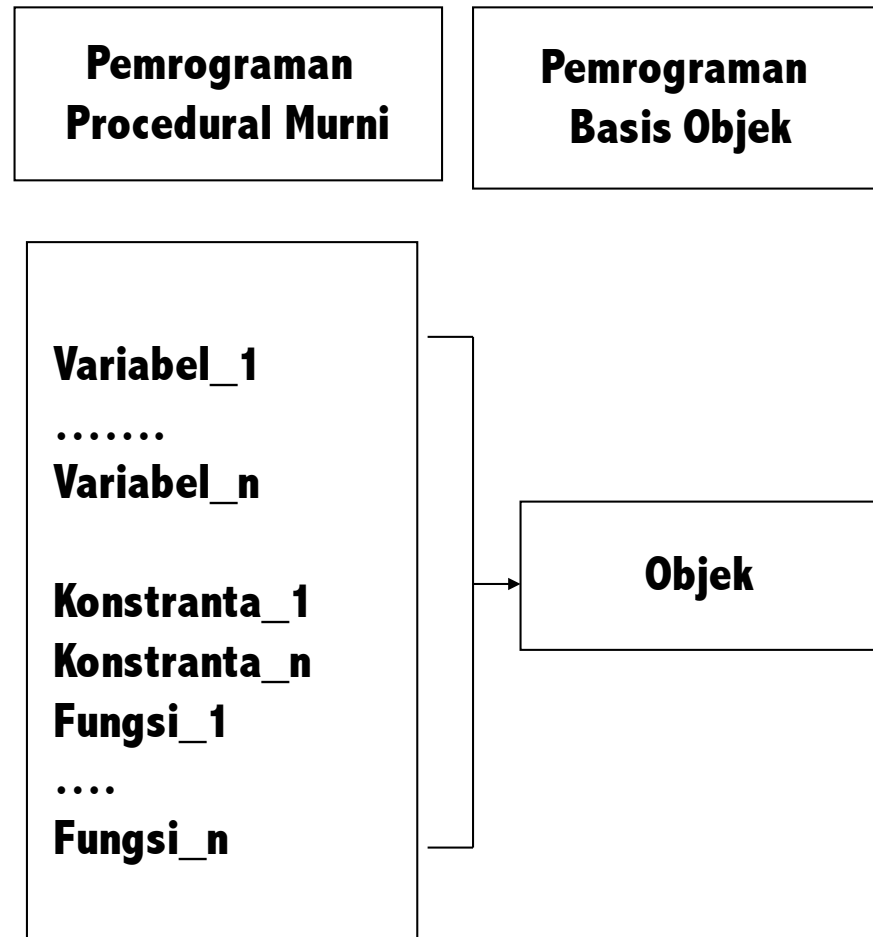 Pemrograman
Procedural Murni
Pemrograman
Basis Objek
Variabel_1
.......
Variabel_n
Konstranta_1
Konstranta_n
Fungsi_1
....
Fungsi_n
Objek